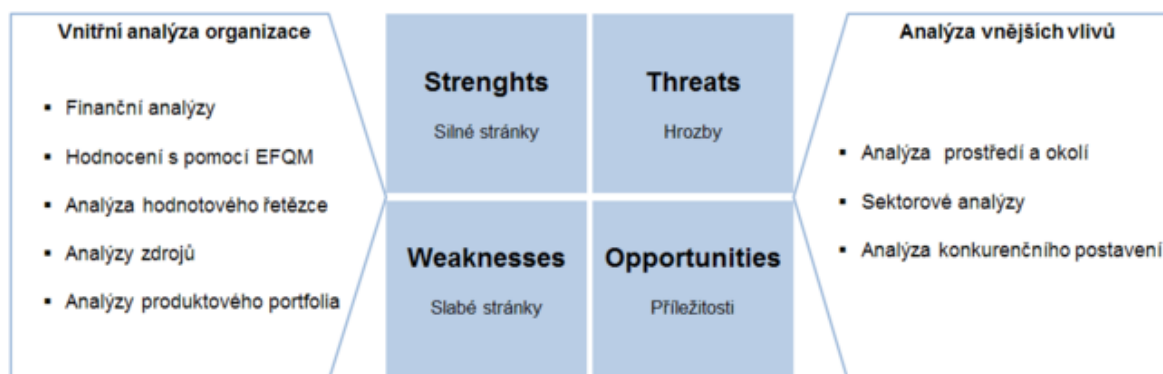 Vnitřní analýza organizace
▪ Finanční analýzy
▪ Hodnocení s pomocí EFQM
▪ Analýza hodnotového řetězce
▪ Analýzy zdrojů
▪ Analýzy produktového portfolia
Strenghts
Silné stránky
Threats
Hrozby
Weaknesses
Slabé stránky
Opportunities
Příležitosti
Analýza vnějších vlivů
▪ Analýza prostředí a okolí
▪ Sektorové analýzy
▪ Analýza konkurenčního postavení